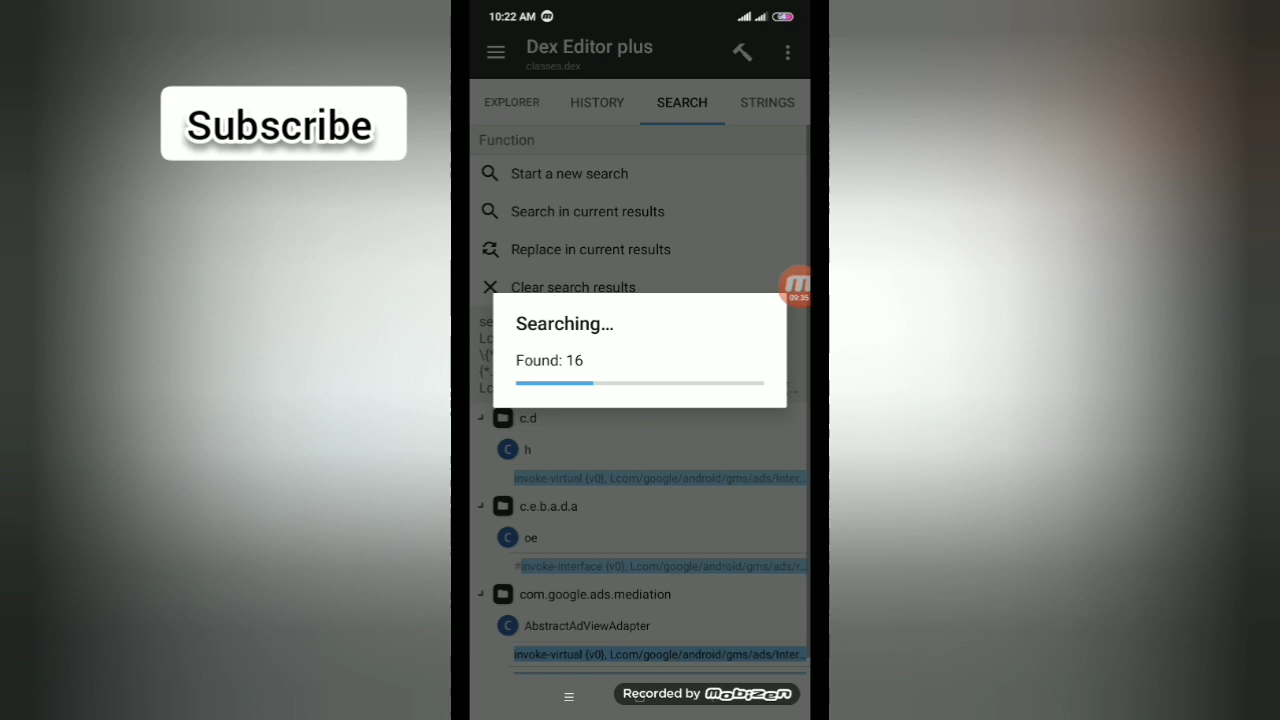 10:22 AM
Dex Editor plus
classes.dex
Subscribe
EXPLORER HISTORY SEARCH STRINGS
Function
Start a new search
Search in current results
Replace in current results
Clear search results
09:35
Searching...
Found: 16
c.d
C h
invoke-virtual {v0}, Lcom/google/android/gms/ads/Inter...
c.e.b.a.d.a
C oe
#invoke-interface {v0}, Lcom/google/android/gms/ads/r...
com.google.ads.mediation
C AbstractAdViewAdapter
invoke-virtual {v0}, Lcom/google/android/gms/ads/Inter...
Recorded by mobizen